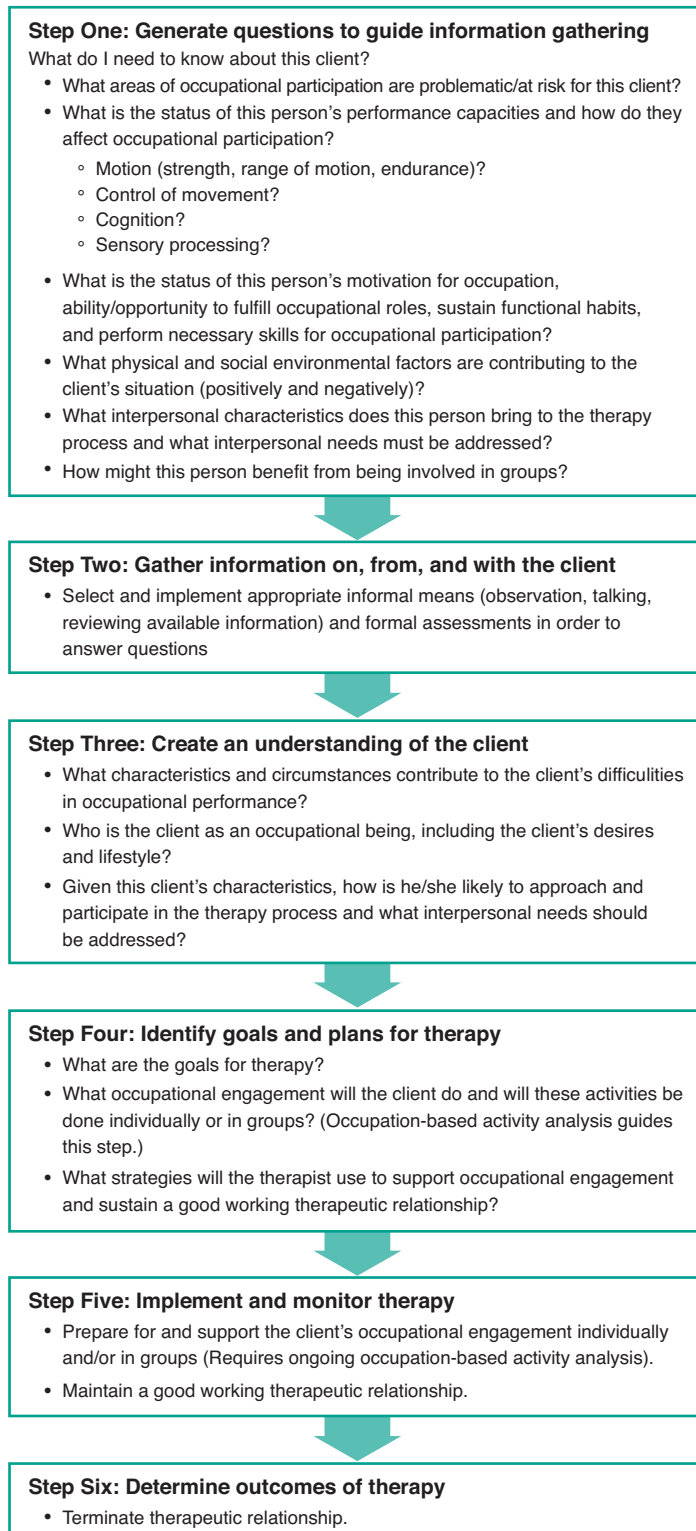 Step One: Generate questions to guide information gathering
What do I need to know about this client?
• What areas of occupational participation are problematic/at risk for this client?
• What is the status of this person's performance capacities and how do they
affect occupational participation?
◦ Motion (strength, range of motion, endurance)?
◦ Control of movement?
◦ Cognition?
◦ Sensory processing?
• What is the status of this person's motivation for occupation,
ability/opportunity to fulfill occupational roles, sustain functional habits,
and perform necessary skills for occupational participation?
• What physical and social environmental factors are contributing to the
client's situation (positively and negatively)?
• What interpersonal characteristics does this person bring to the therapy
process and what interpersonal needs must be addressed?
• How might this person benefit from being involved in groups?
Step Two: Gather information on, from, and with the client
• Select and implement appropriate informal means (observation, talking,
reviewing available information) and formal assessments in order to
answer questions
Step Three: Create an understanding of the client
• What characteristics and circumstances contribute to the client's difficulities
in occupational performance?
• Who is the client as an occupational being, including the client's desires
and lifestyle?
• Given this client's characteristics, how is he/she likely to approach and
participate in the therapy process and what interpersonal needs should
be addressed?
Step Four: Identify goals and plans for therapy
• What are the goals for therapy?
• What occupational engagement will the client do and will these activities be
done individually or in groups? (Occupation-based activity analysis guides
this step.)
• What strategies will the therapist use to support occupational engagement
and sustain a good working therapeutic relationship?
Step Five: Implement and monitor therapy
• Prepare for and support the client's occupational engagement individually
and/or in groups (Requires ongoing occupation-based activity analysis).
• Maintain a good working therapeutic relationship.
Step Six: Determine outcomes of therapy
• Terminate therapeutic relationship.